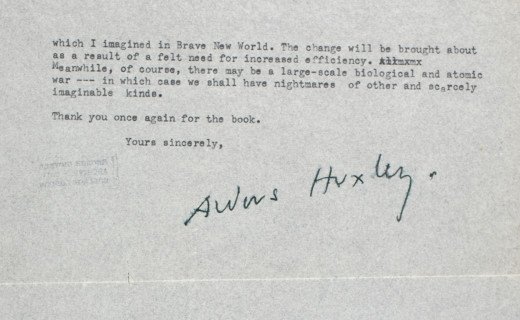 which I imagined in Brave New World. The change will be brought about
as a result of a felt need for increased efficiency.
Meanwhile, of course, there may be a large-scale biological and atomic
war --- in which case we shall have nightmares of other and scarcely
imaginable kinds.
Thank you once again for the book.
Yours sincerely,
Aldous Huxley.